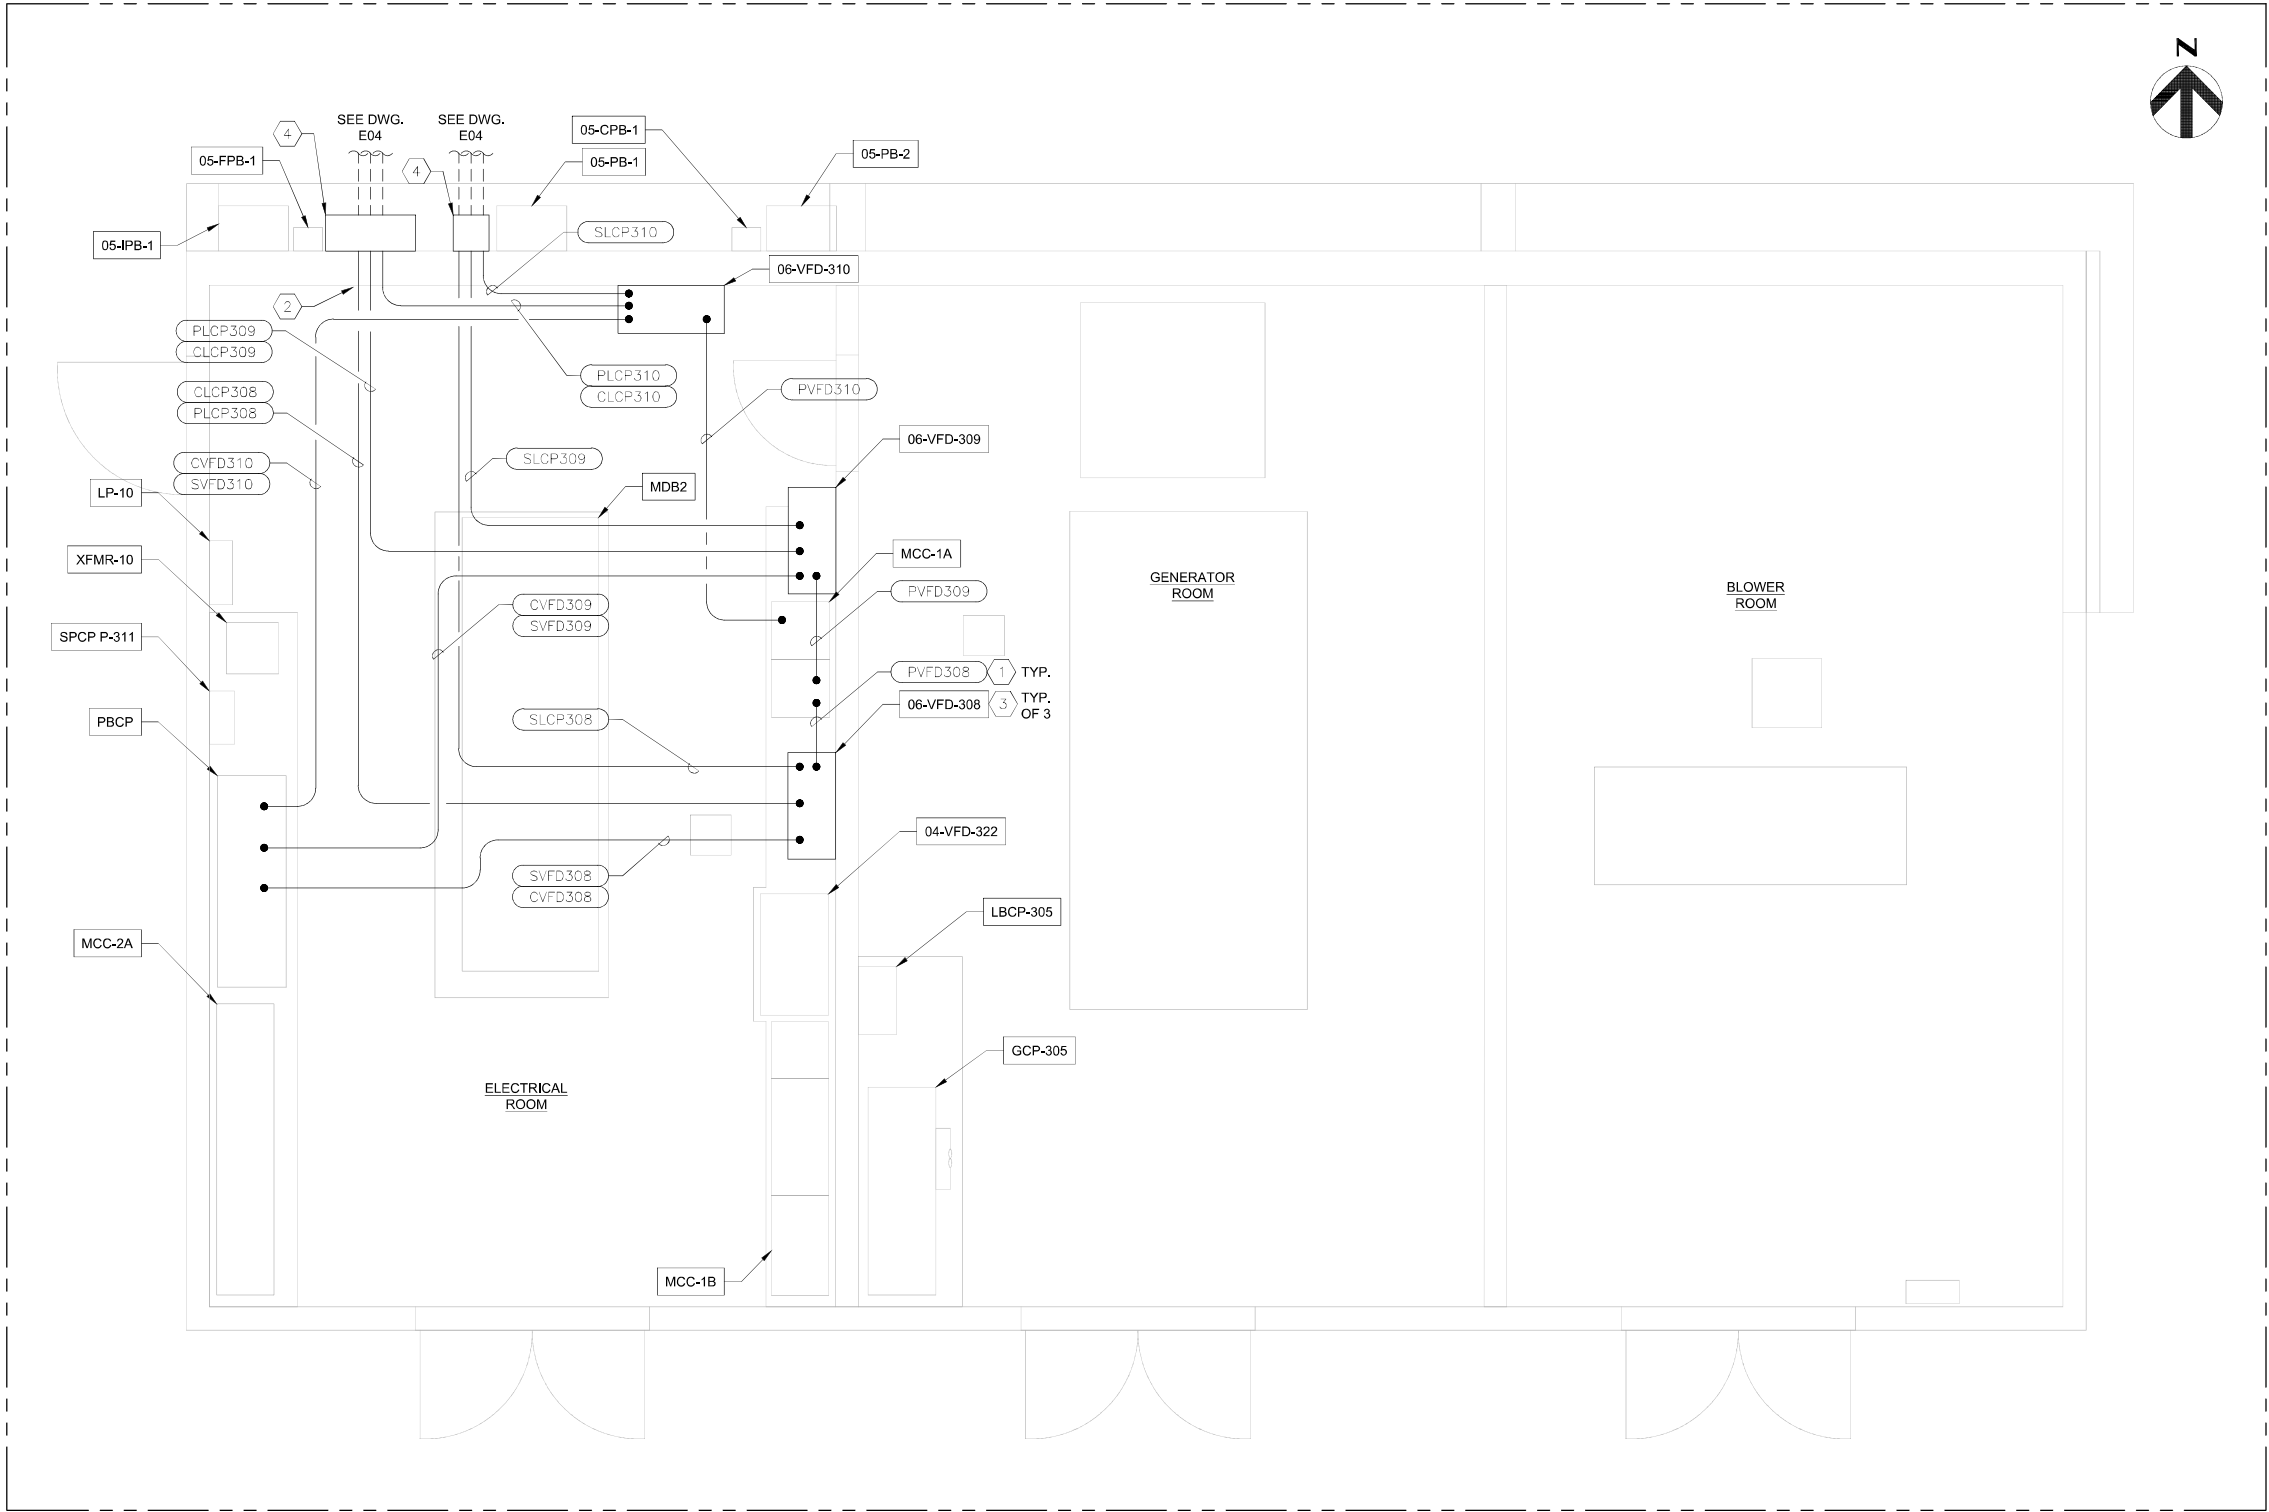 N
SEE DWG.
E04
SEE DWG.
E04
4
05-CPB-1
05-FPB-1
05-PB-1
05-PB-2
4
SLCP310
05-IPB-1
06-VFD-310
2
PLCP309
CLCP309
PLCP310
CLCP310
PVFD310
CLCP308
PLCP308
06-VFD-309
CVFD310
SVFD310
SLCP309
LP-10
MDB2
XFMR-10
MCC-1A
GENERATOR
ROOM
BLOWER
ROOM
PVFD309
CVFD309
SVFD309
SPCP P-311
PVFD308
1
TYP.
06-VFD-308
3
TYP.
OF 3
PBCP
SLCP308
04-VFD-322
SVFD308
CVFD308
LBCP-305
MCC-2A
GCP-305
ELECTRICAL
ROOM
MCC-1B